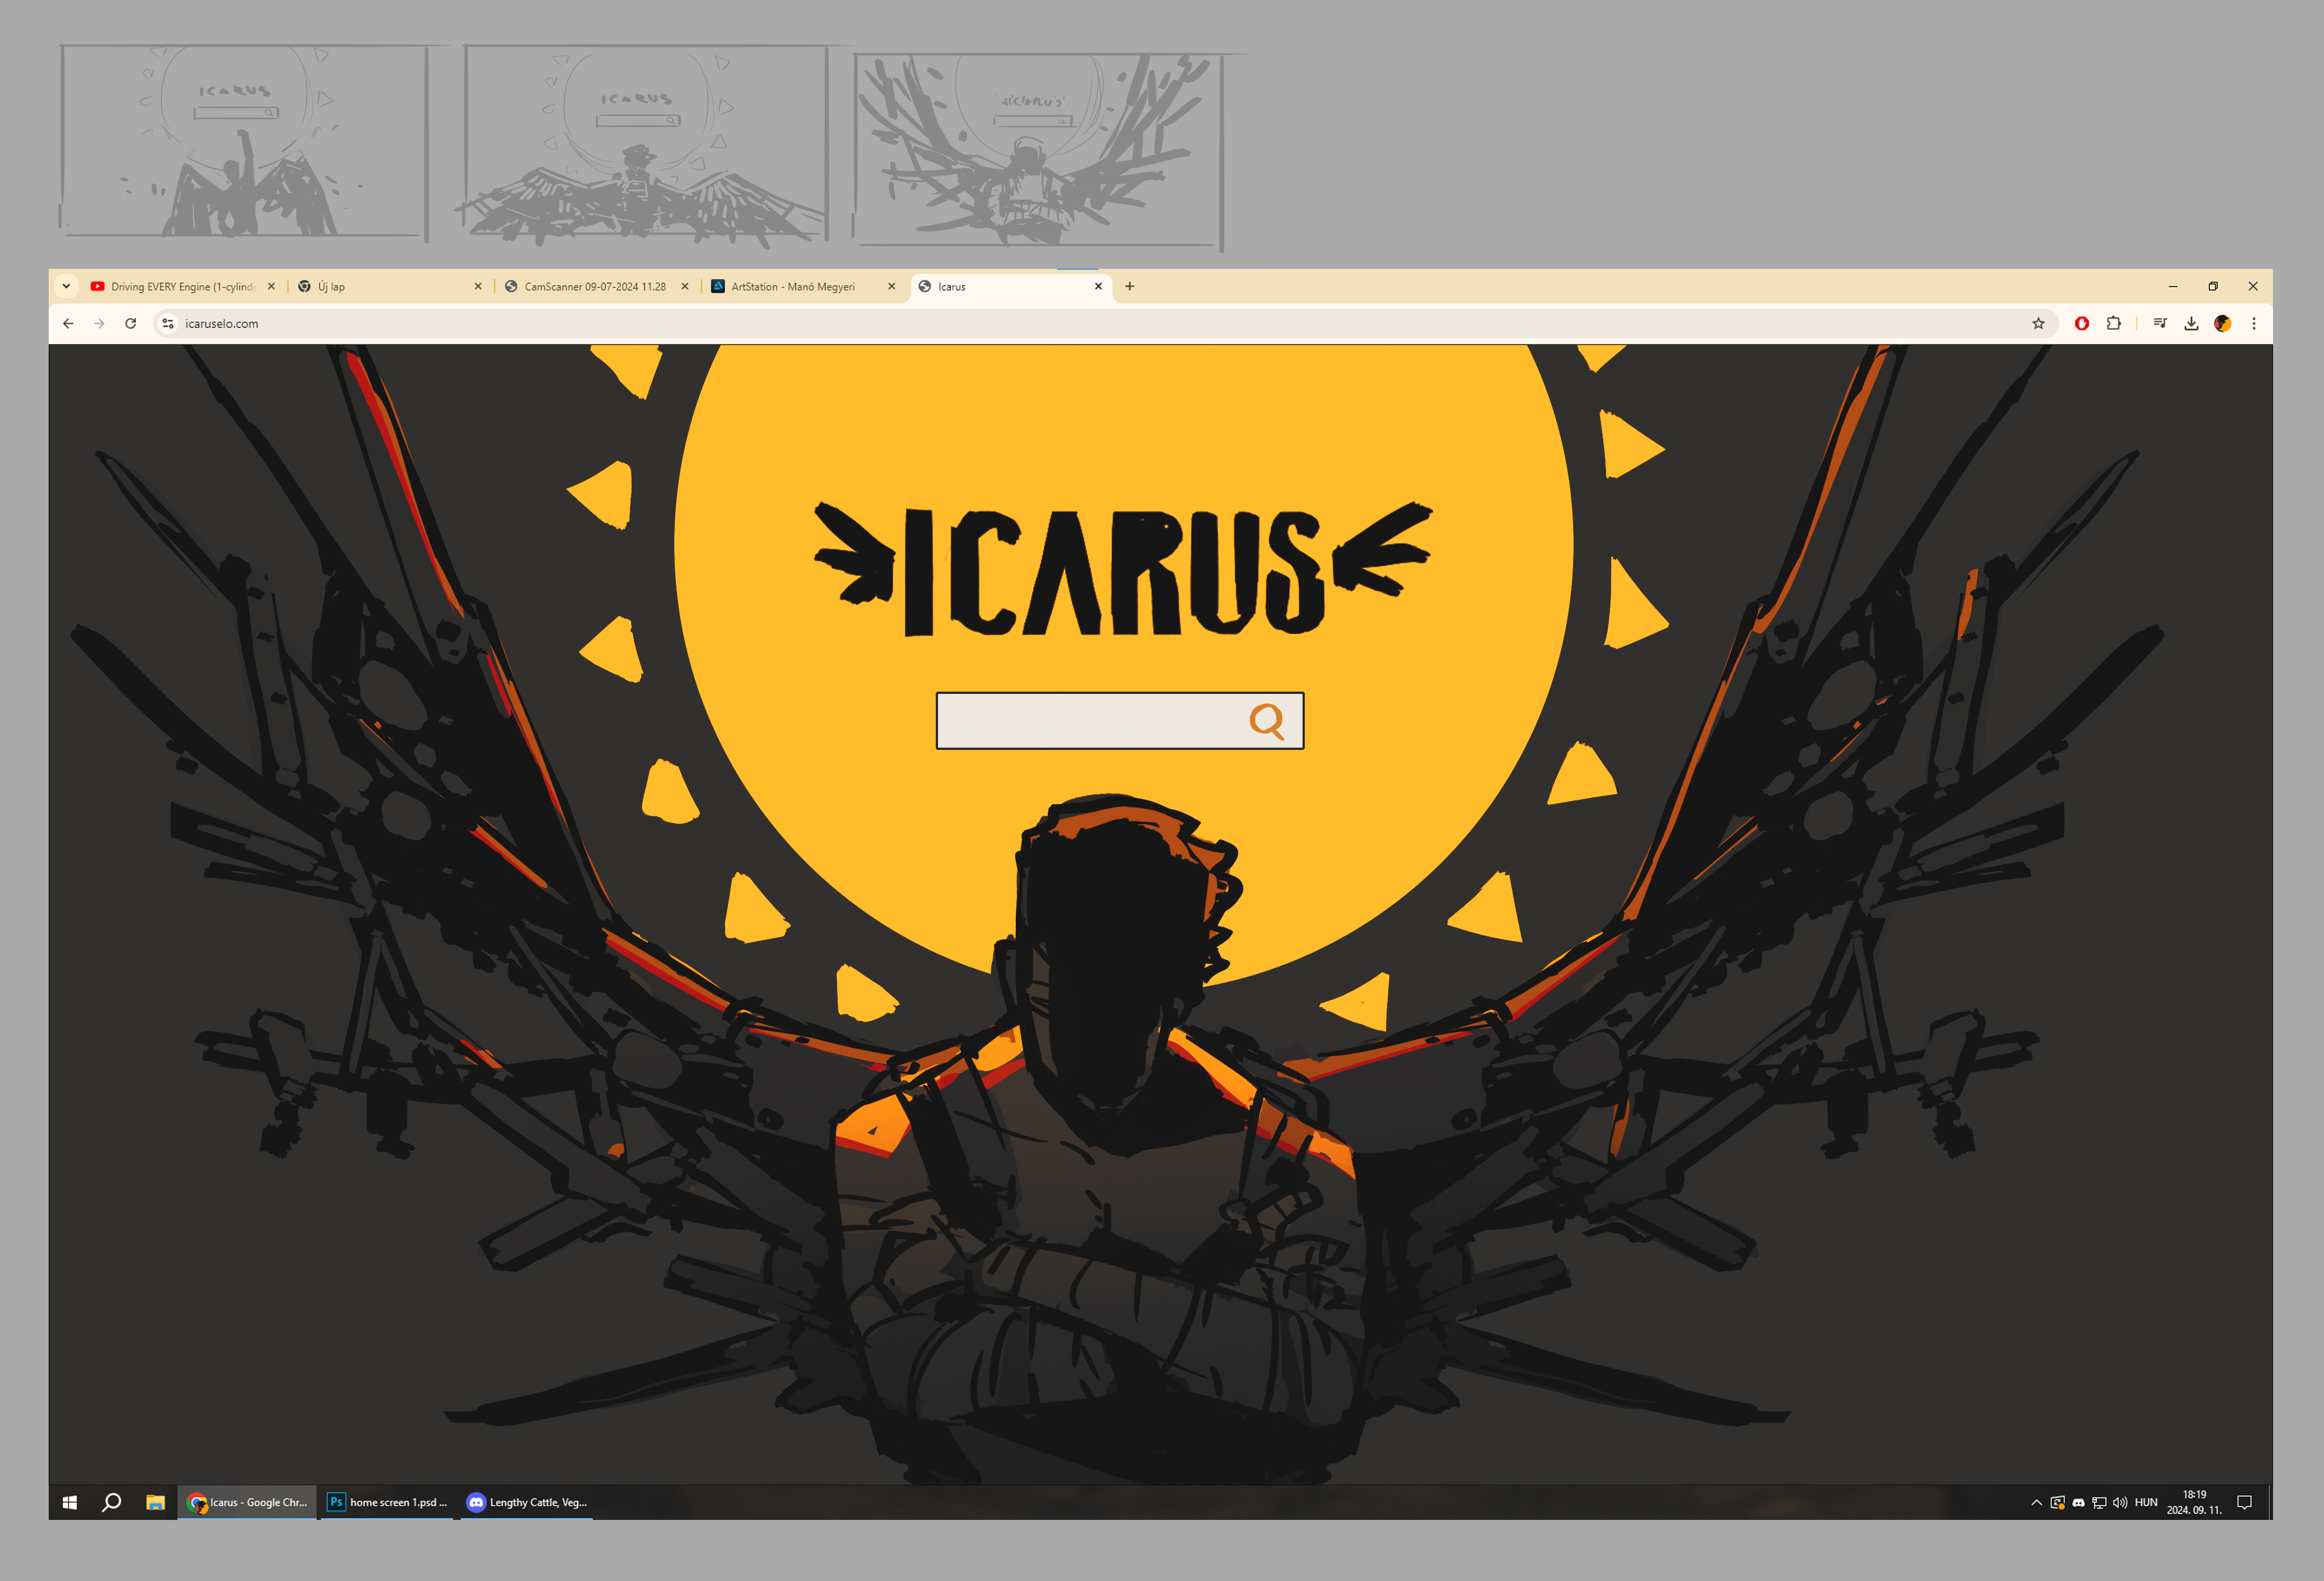 ICARUS
ICARUS
ICARUS
Driving EVERY Engine (1-cylinde
Új lap
CamScanner 09-07-2024 11.28
ArtStation - Manó Megyeri
Icarus
icaruselo.com
ICARUS
Icarus - Google Chr...
Ps
home screen 1.psd ...
Lengthy Cattle, Veg...
HUN
18:19
2024. 09. 11.